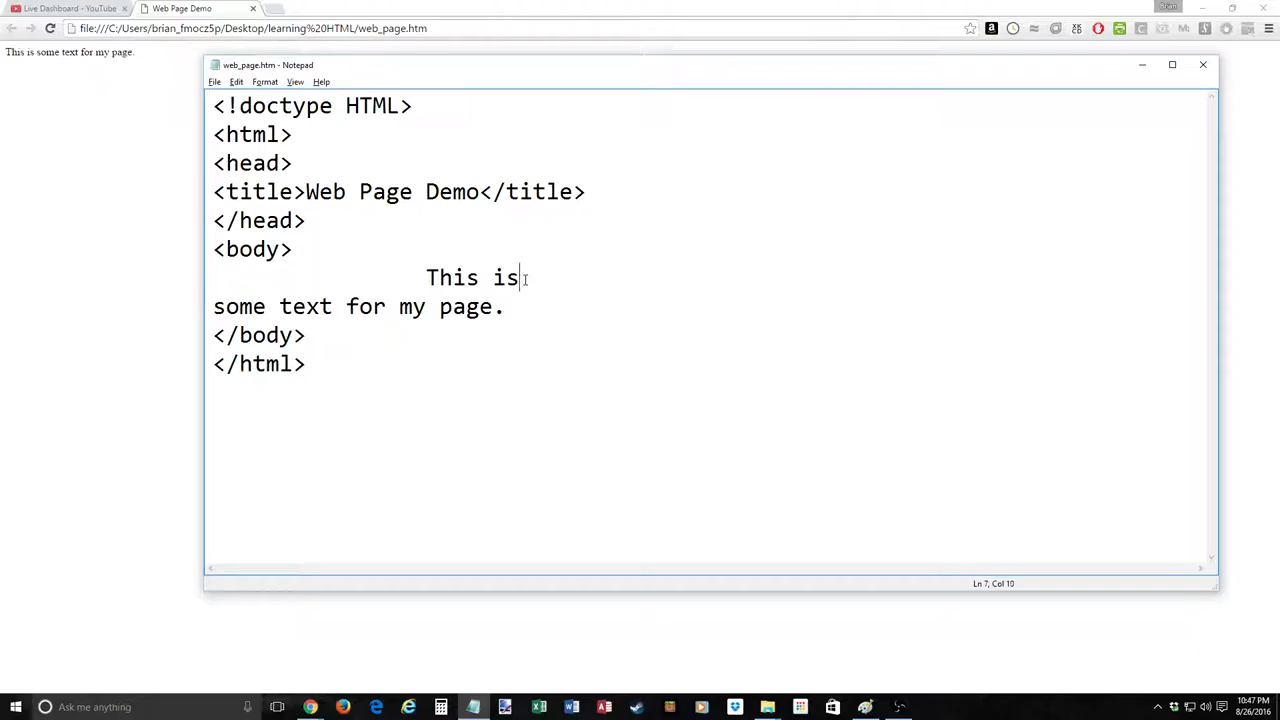 Live Dashboard - YouTube
Web Page Demo
Brian
file:///C:/Users/brian_fmocz5p/Desktop/learning%20HTML/web_page.htm
This is some text for my page.
web_page.htm - Notepad
File Edit Format View Help
<!doctype HTML>
<html>
<head>
<title>Web Page Demo</title>
</head>
<body>
This is
some text for my page.
</body>
</html>
Ln 7, Col 19
Ask me anything
10:47 PM
8/26/2016